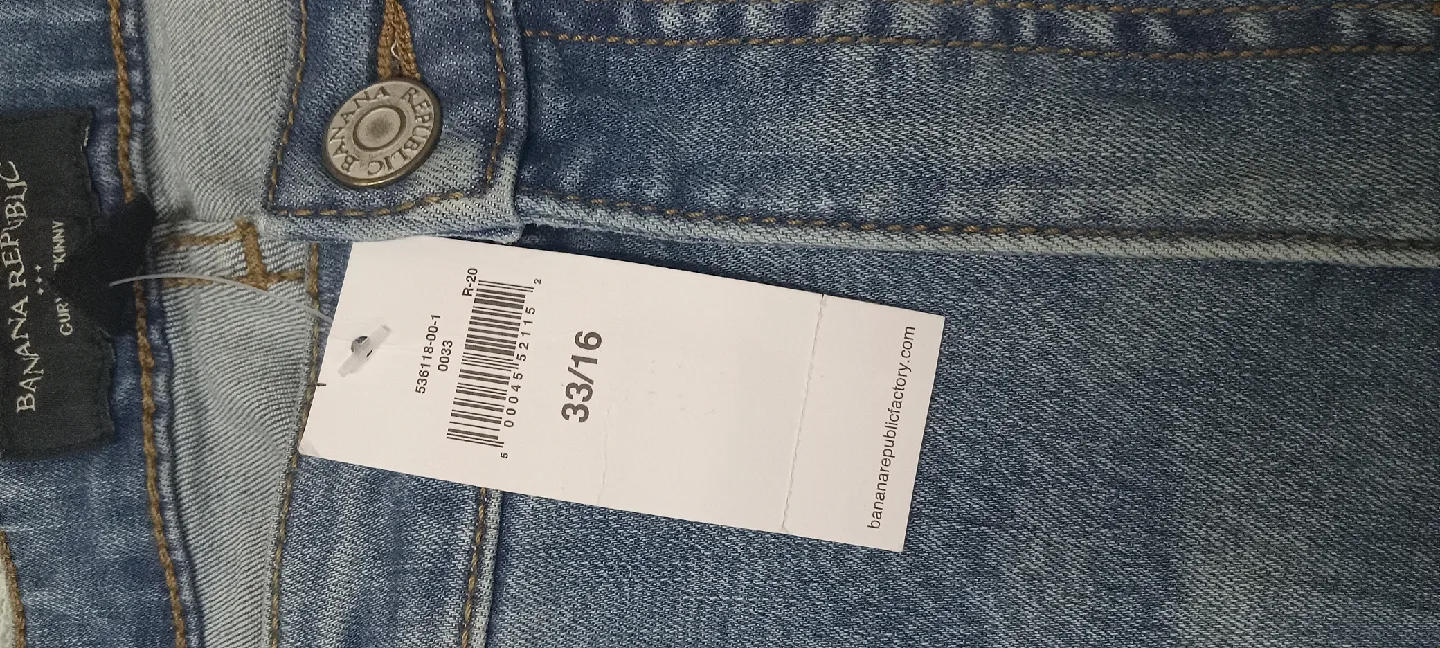 BANANA REPUBLIC
BANANA REPUBLIC
R-20
536118-00-1
0033
5 00045 52115 2
33/16
bananarepublicfactory.com